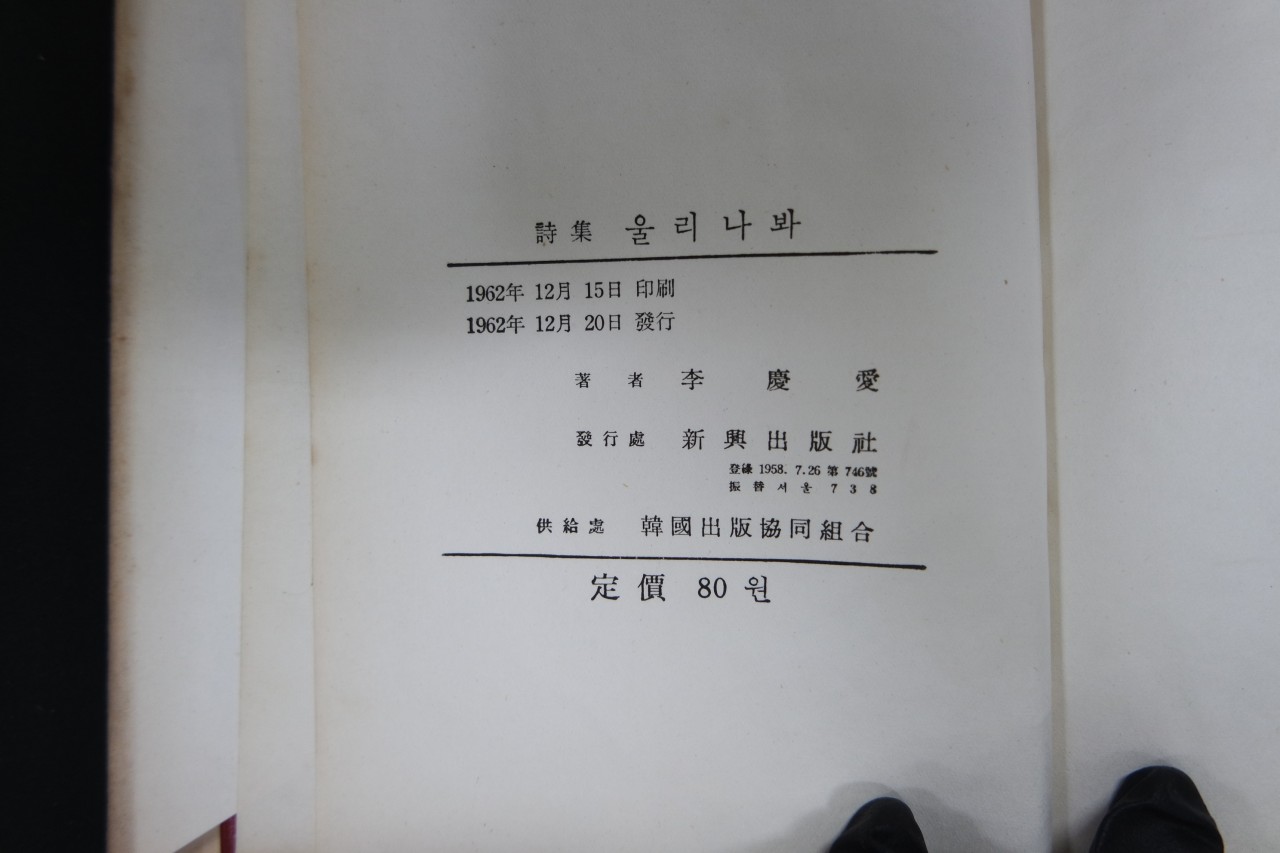 詩集 울리나봐
1962年 12月 15日 印刷
1962年 12月 20日 發行
著者 李慶愛
發行處 新興出版社
登錄 1958. 7.26 第 746號
振替 서울 738
供給處 韓國出版協同組合
定價 80 원